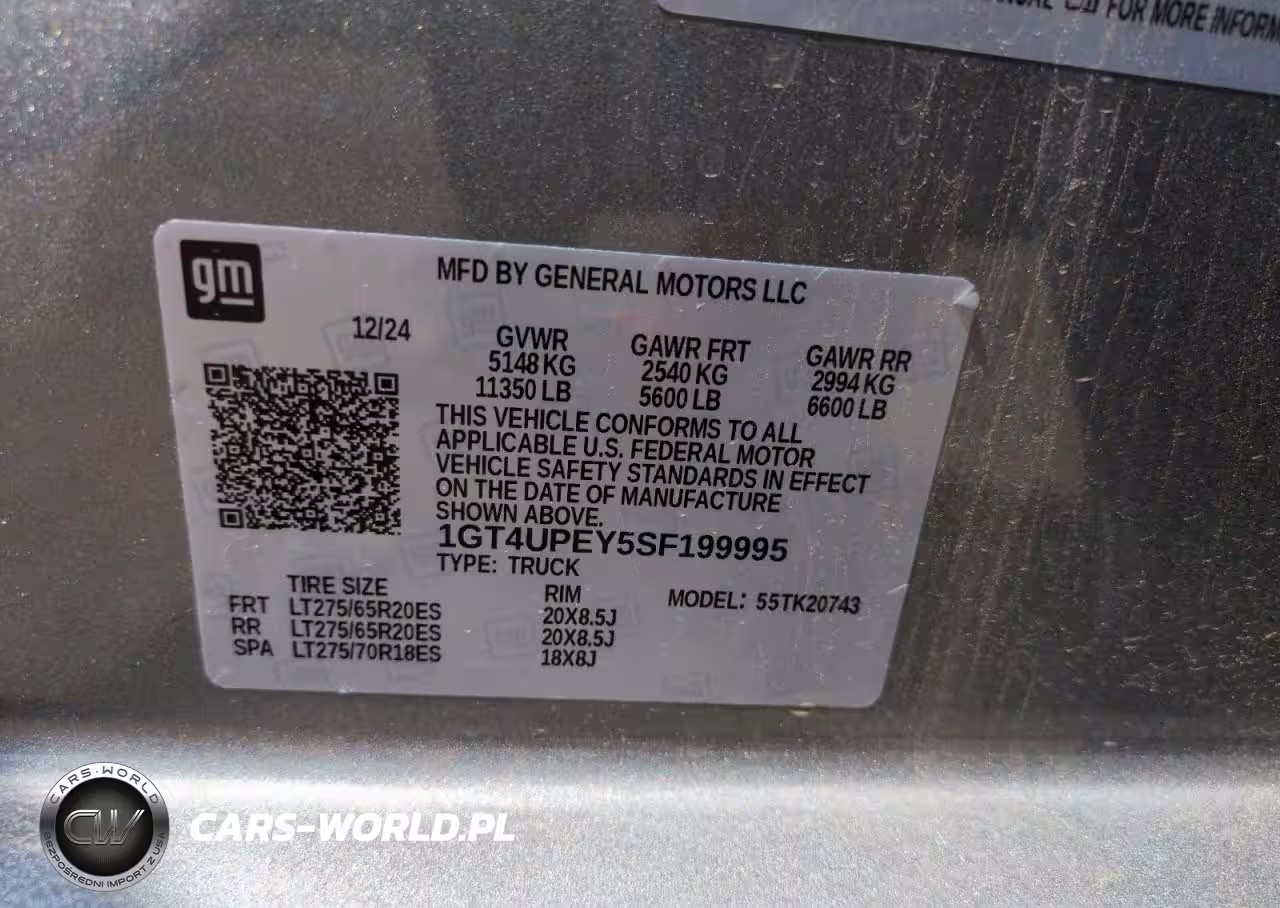 FOR MORE INFORM
gm
MFD BY GENERAL MOTORS LLC
12/24
GVWR GAWR FRT GAWR RR
5148 KG 2540 KG 2994 KG
11350 LB 5600 LB 6600 LB
THIS VEHICLE CONFORMS TO ALL
APPLICABLE U.S. FEDERAL MOTOR
VEHICLE SAFETY STANDARDS IN EFFECT
ON THE DATE OF MANUFACTURE
SHOWN ABOVE.
1GT4UPEY5SF199995
TYPE: TRUCK
TIRE SIZE RIM MODEL: 55TK20743
FRT LT275/65R20ES 20X8.5J
RR LT275/65R20ES 20X8.5J
SPA LT275/70R18ES 18X8J
CARS-WORLD
CW
BEZPOŚREDNI IMPORT Z USA
CARS-WORLD.PL